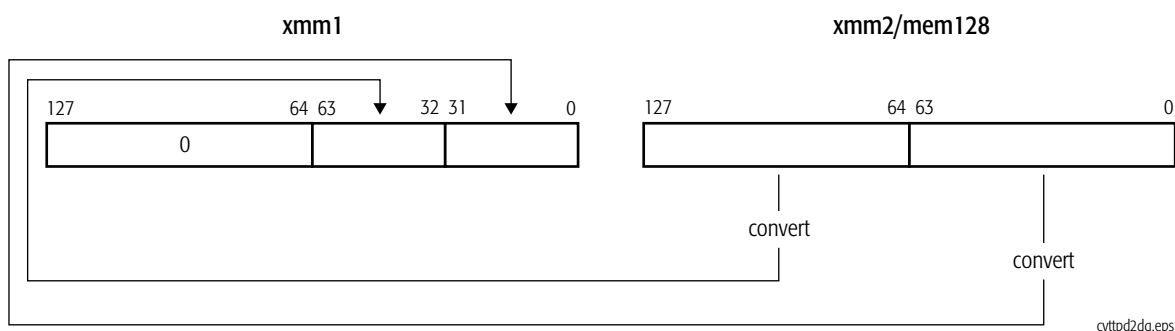 xmm1 xmm2/mem128
127 64 63 32 31 0 127 64 63 0
0
convert
convert
cvttpd2dq.eps